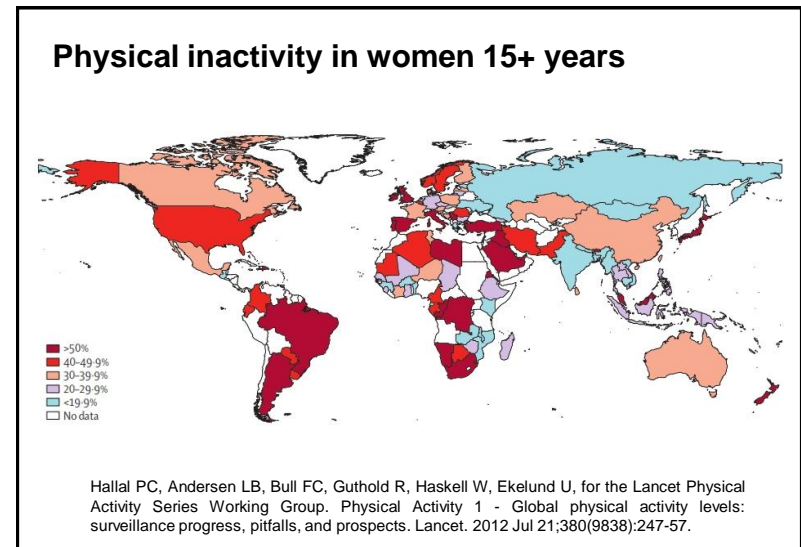 Physical inactivity in women 15+ years
>50%
40–49·9%
30–39·9%
20–29·9%
<19·9%
No data
Hallal PC, Andersen LB, Bull FC, Guthold R, Haskell W, Ekelund U, for the Lancet Physical
Activity Series Working Group. Physical Activity 1 - Global physical activity levels:
surveillance progress, pitfalls, and prospects. Lancet. 2012 Jul 21;380(9838):247-57.